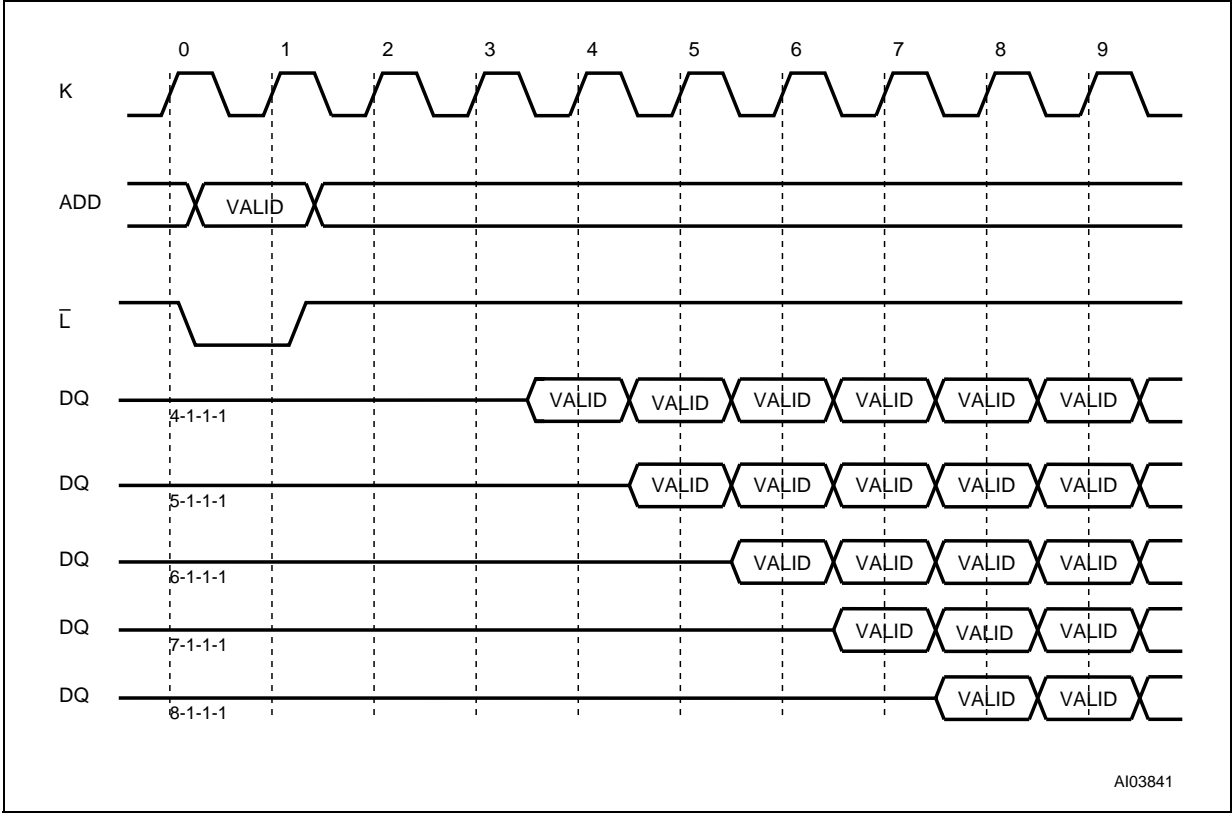 0 1 2 3 4 5 6 7 8 9
K
ADD VALID
L̅
DQ VALID VALID VALID VALID VALID VALID
4-1-1-1
DQ VALID VALID VALID VALID VALID
5-1-1-1
DQ VALID VALID VALID VALID
6-1-1-1
DQ VALID VALID VALID
7-1-1-1
DQ VALID VALID
8-1-1-1
AI03841